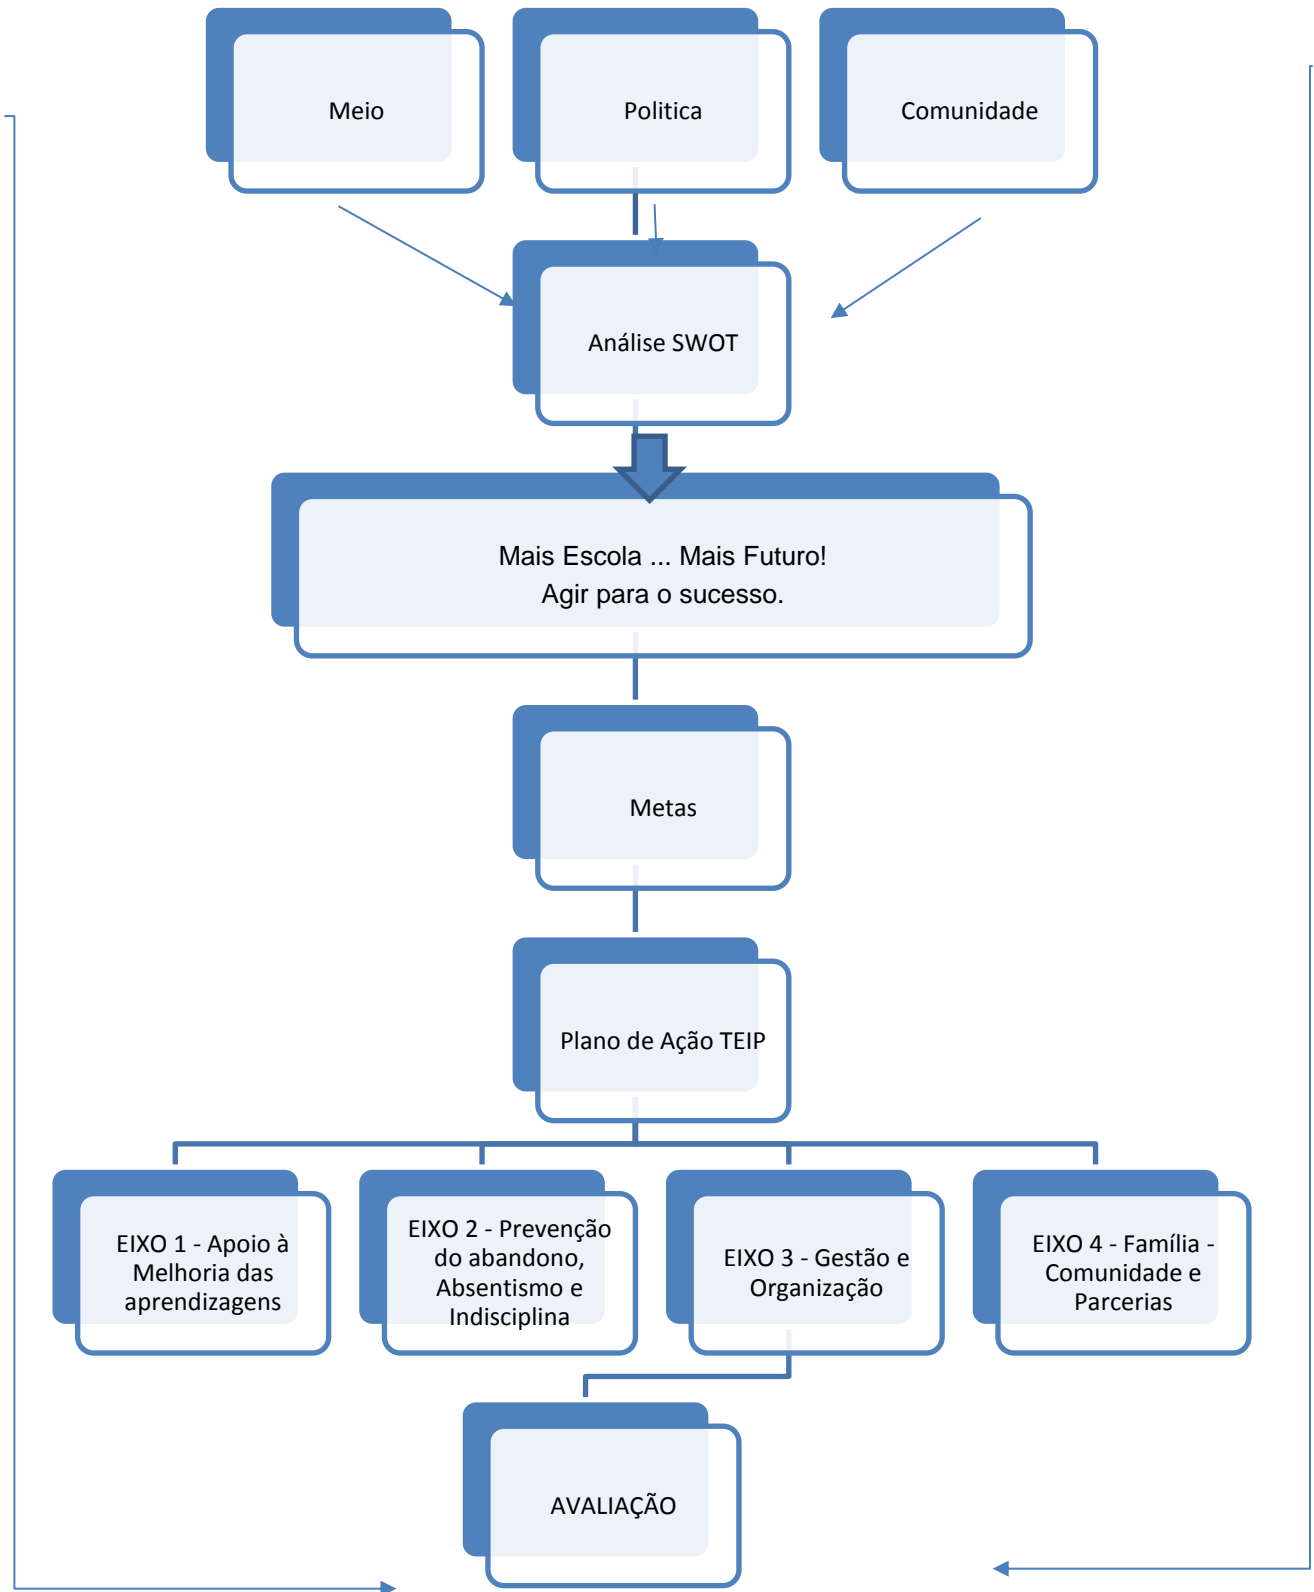 Meio
Politica
Comunidade
Análise SWOT
Mais Escola ... Mais Futuro!
Agir para o sucesso.
Metas
Plano de Ação TEIP
EIXO 1 - Apoio à
Melhoria das
aprendizagens
EIXO 2 - Prevenção
do abandono,
Absentismo e
Indisciplina
EIXO 3 - Gestão e
Organização
EIXO 4 - Família -
Comunidade e
Parcerias
AVALIAÇÃO